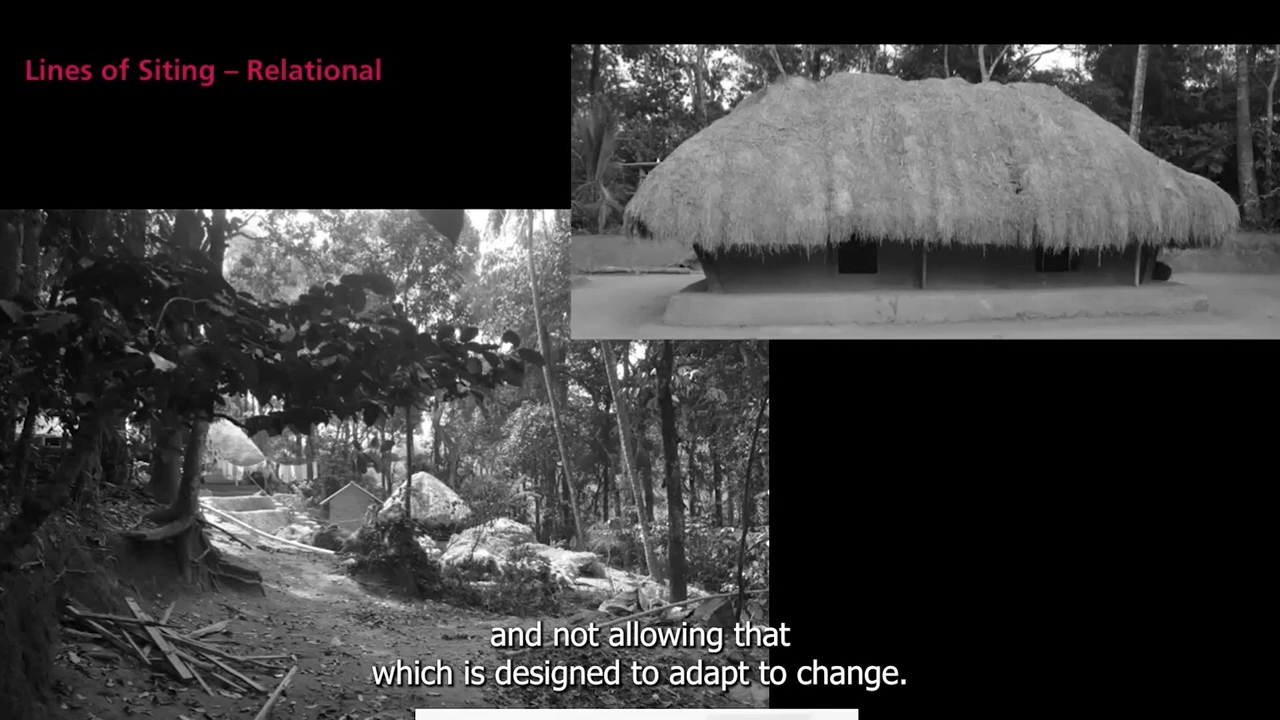 Lines of Siting – Relational
and not allowing that
which is designed to adapt to change.